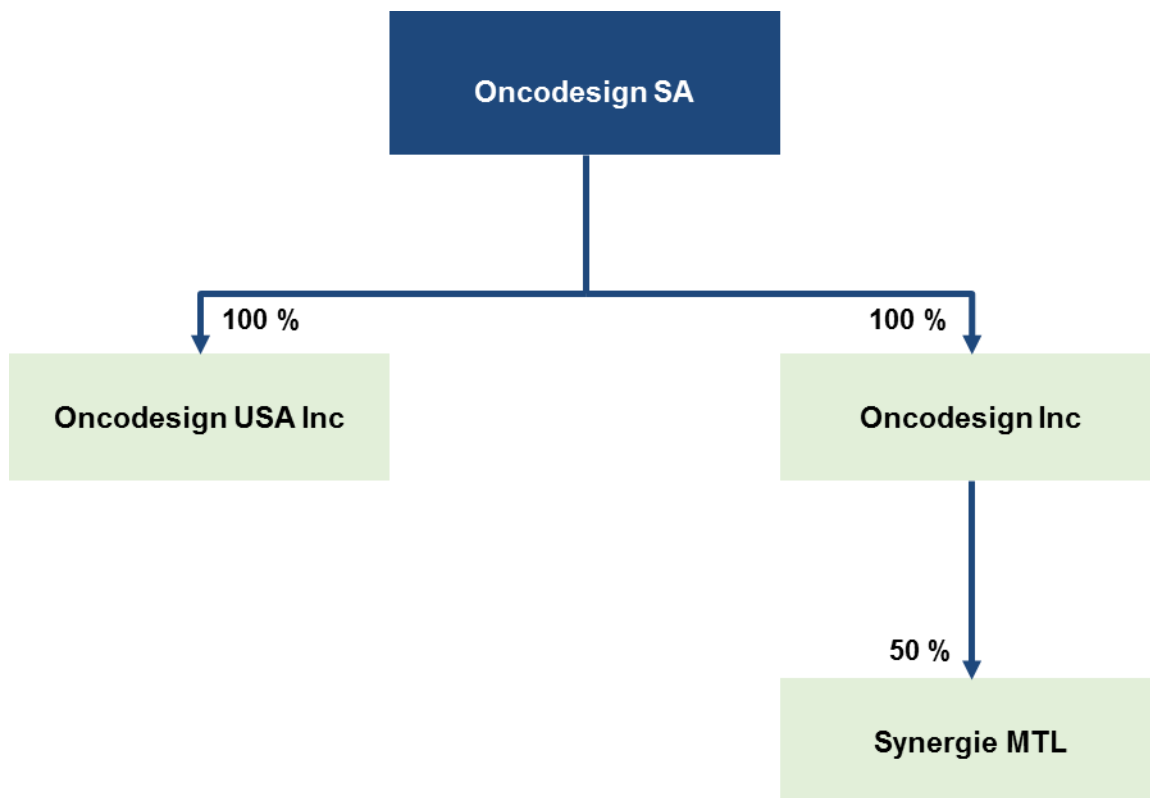 Oncodesign SA
100 %
100 %
Oncodesign USA Inc
Oncodesign Inc
50 %
Synergie MTL